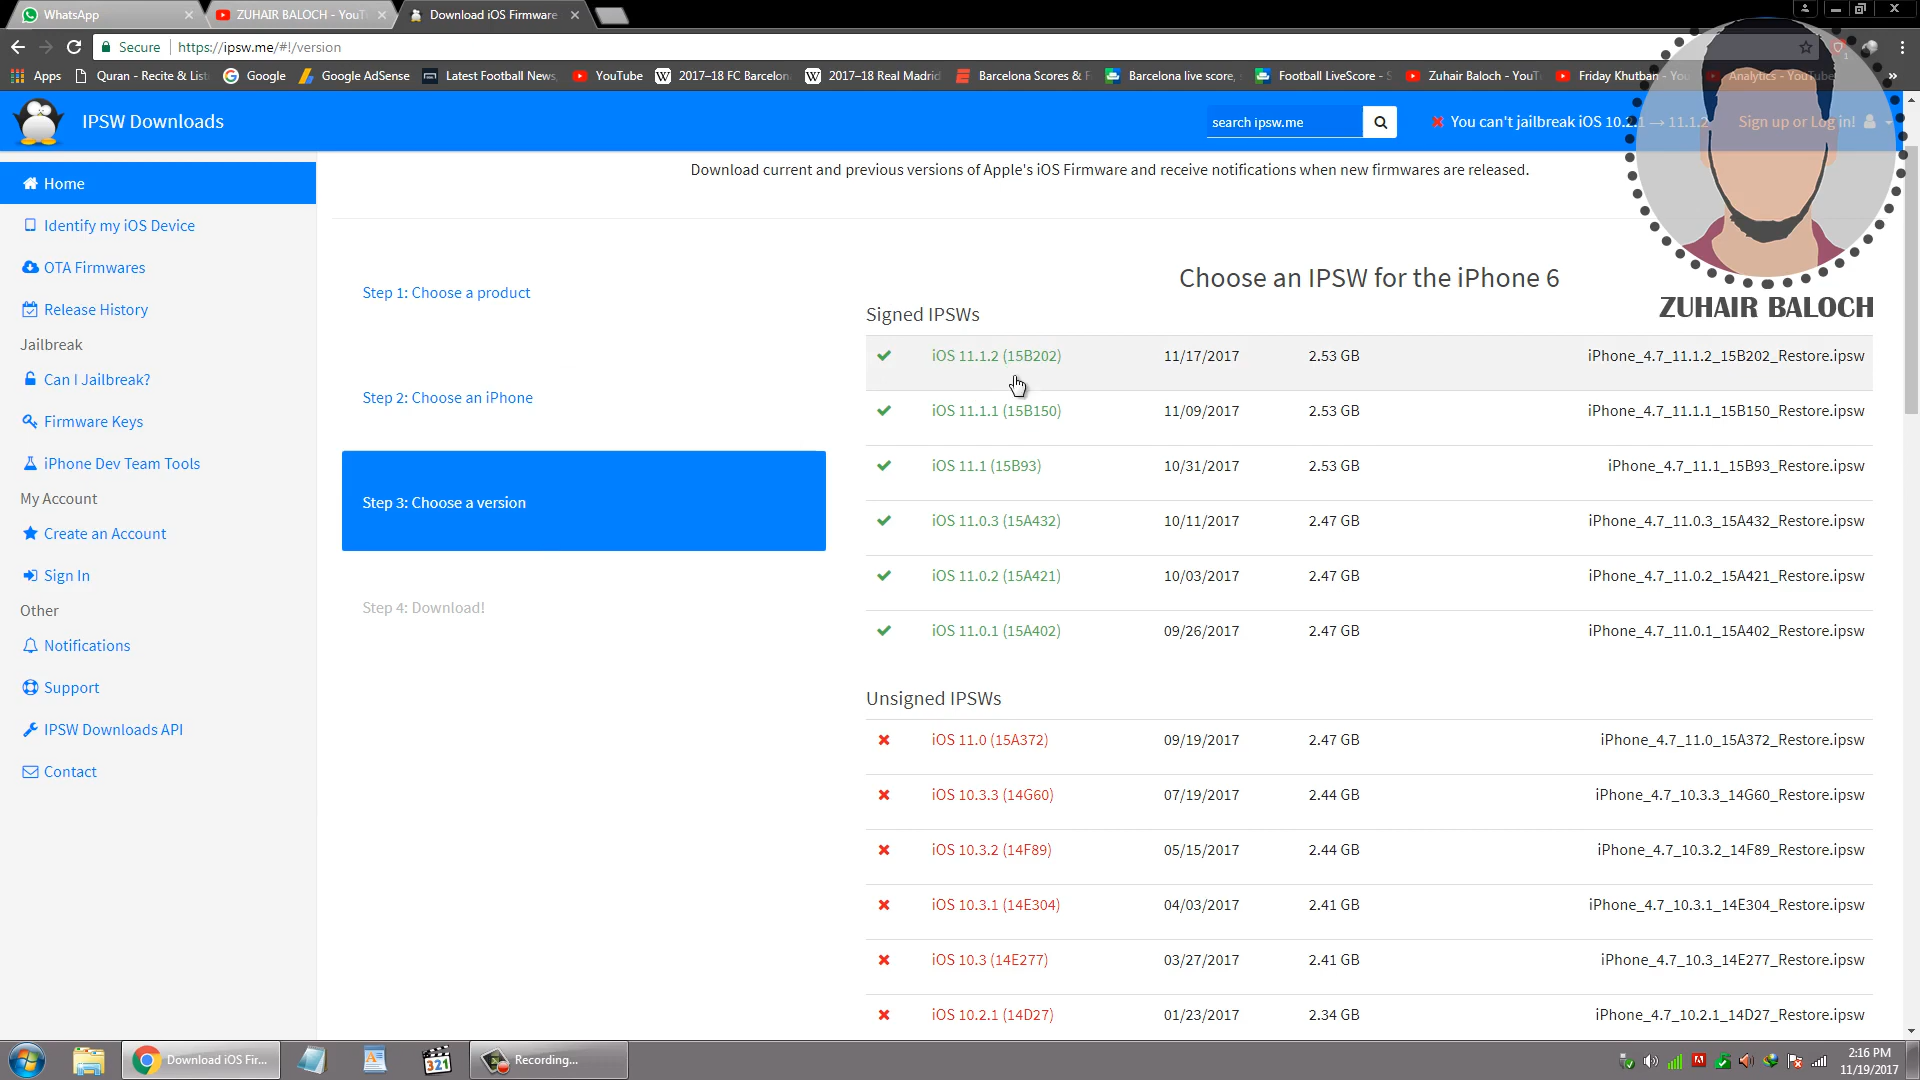 WhatsApp
ZUHAIR BALOCH - YouT
Download iOS Firmware
Secure
https://ipsw.me/#!/version
Apps
Quran - Recite & List
Google
Google AdSense
Latest Football News
YouTube
2017–18 FC Barcelon
2017–18 Real Madrid
Barcelona Scores & F
Barcelona live score,
Football LiveScore - S
Zuhair Baloch - YouT
Friday Khutban - You
Analytics - YouTube
»
IPSW Downloads
search ipsw.me
You can't jailbreak iOS 10.2.1 → 11.1.2
Sign up or Log in!
Home
Identify my iOS Device
OTA Firmwares
Release History
Jailbreak
Can I Jailbreak?
Firmware Keys
iPhone Dev Team Tools
My Account
Create an Account
Sign In
Other
Notifications
Support
IPSW Downloads API
Contact
Download current and previous versions of Apple's iOS Firmware and receive notifications when new firmwares are released.
Step 1: Choose a product
Step 2: Choose an iPhone
Step 3: Choose a version
Step 4: Download!
ZUHAIR BALOCH
Choose an IPSW for the iPhone 6
Signed IPSWs
iOS 11.1.2 (15B202) 11/17/2017 2.53 GB iPhone_4.7_11.1.2_15B202_Restore.ipsw
iOS 11.1.1 (15B150) 11/09/2017 2.53 GB iPhone_4.7_11.1.1_15B150_Restore.ipsw
iOS 11.1 (15B93) 10/31/2017 2.53 GB iPhone_4.7_11.1_15B93_Restore.ipsw
iOS 11.0.3 (15A432) 10/11/2017 2.47 GB iPhone_4.7_11.0.3_15A432_Restore.ipsw
iOS 11.0.2 (15A421) 10/03/2017 2.47 GB iPhone_4.7_11.0.2_15A421_Restore.ipsw
iOS 11.0.1 (15A402) 09/26/2017 2.47 GB iPhone_4.7_11.0.1_15A402_Restore.ipsw
Unsigned IPSWs
iOS 11.0 (15A372) 09/19/2017 2.47 GB iPhone_4.7_11.0_15A372_Restore.ipsw
iOS 10.3.3 (14G60) 07/19/2017 2.44 GB iPhone_4.7_10.3.3_14G60_Restore.ipsw
iOS 10.3.2 (14F89) 05/15/2017 2.44 GB iPhone_4.7_10.3.2_14F89_Restore.ipsw
iOS 10.3.1 (14E304) 04/03/2017 2.41 GB iPhone_4.7_10.3.1_14E304_Restore.ipsw
iOS 10.3 (14E277) 03/27/2017 2.41 GB iPhone_4.7_10.3_14E277_Restore.ipsw
iOS 10.2.1 (14D27) 01/23/2017 2.34 GB iPhone_4.7_10.2.1_14D27_Restore.ipsw
Download iOS Fir...
321
Recording...
2:16 PM
11/19/2017